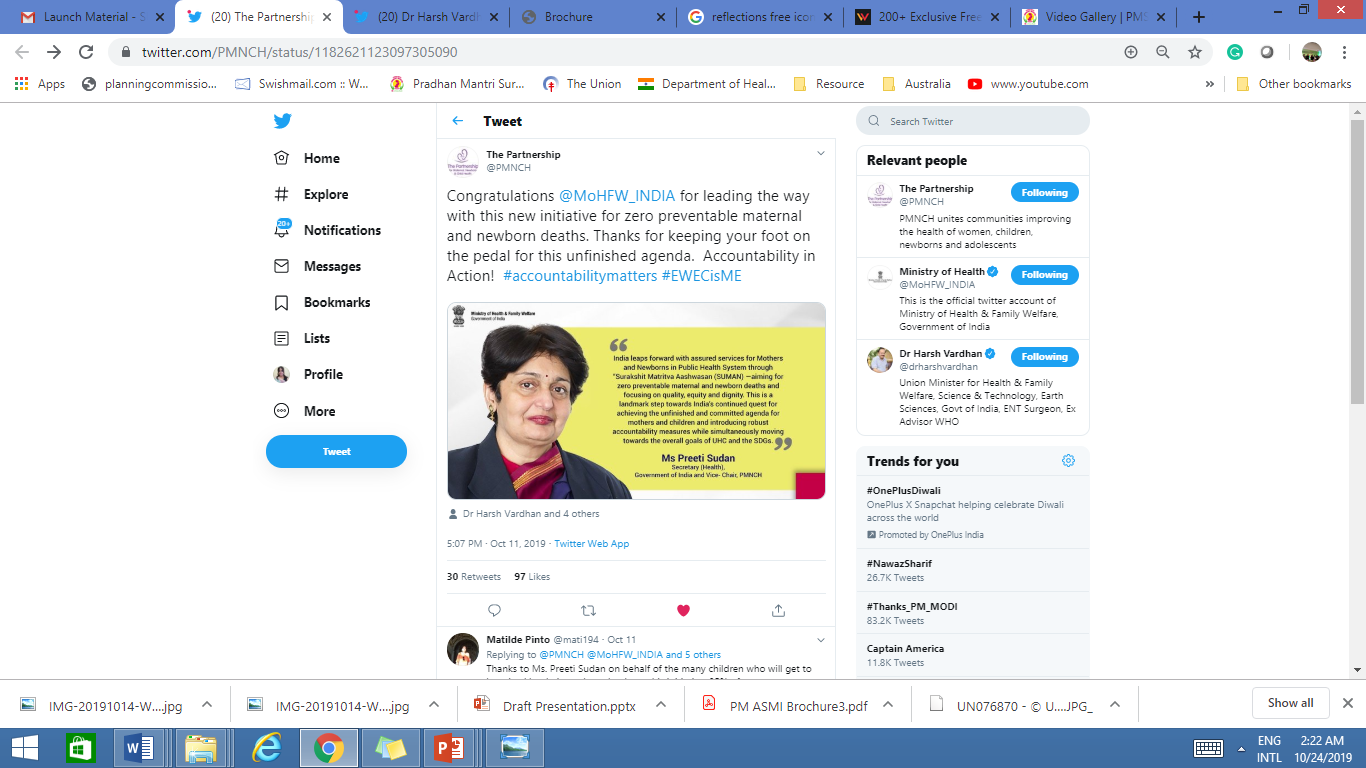 Launch Material - S
(20) The Partnership
(20) Dr Harsh Vardh
Brochure
reflections free icon
200+ Exclusive Free
Video Gallery | PMS
twitter.com/PMNCH/status/1182621123097305090
Apps
planningcommissio...
Swishmail.com :: W...
Pradhan Mantri Sur...
The Union
Department of Heal...
Resource
Australia
www.youtube.com
»
Other bookmarks
Home
Explore
20+
Notifications
Messages
Bookmarks
Lists
Profile
More
Tweet
Tweet
The Partnership
@PMNCH
Congratulations @MoHFW_INDIA for leading the way
with this new initiative for zero preventable maternal
and newborn deaths. Thanks for keeping your foot on
the pedal for this unfinished agenda. Accountability in
Action! #accountabilitymatters #EWECisME
Ministry of Health & Family Welfare
Government of India
India leaps forward with assured services for Mothers
and Newborns in Public Health System through
"Surakshit Matritva Aashwasan (SUMAN) —aiming for
zero preventable maternal and newborn deaths and
focusing on quality, equity and dignity. This is a
landmark step towards India's continued quest for
achieving the unfinished and committed agenda for
mothers and children and introducing robust
accountability measures while simultaneously moving
towards the overall goals of UHC and the SDGs.
Ms Preeti Sudan
Secretary (Health),
Government of India and Vice- Chair, PMNCH
Dr Harsh Vardhan and 4 others
5:07 PM · Oct 11, 2019 · Twitter Web App
30 Retweets 97 Likes
Matilde Pinto @mati194 · Oct 11
Replying to @PMNCH @MoHFW_INDIA and 5 others
Thanks to Ms. Preeti Sudan on behalf of the many children who will get to
Search Twitter
Relevant people
The Partnership
@PMNCH
Following
PMNCH unites communities improving
the health of women, children,
newborns and adolescents
Ministry of Health
@MoHFW_INDIA
Following
This is the official twitter account of
Ministry of Health & Family Welfare,
Government of India
Dr Harsh Vardhan
@drharshvardhan
Following
Union Minister for Health & Family
Welfare, Science & Technology, Earth
Sciences, Govt of India, ENT Surgeon, Ex
Advisor WHO
Trends for you
#OnePlusDiwali
OnePlus X Snapchat helping celebrate Diwali
across the world
Promoted by OnePlus India
#NawazSharif
26.7K Tweets
#Thanks_PM_MODI
83.2K Tweets
Captain America
11.8K Tweets
IMG-20191014-W....jpg
IMG-20191014-W....jpg
Draft Presentation.pptx
PM ASMI Brochure3.pdf
UN076870 - © U....JPG_
Show all
ENG
INTL
2:22 AM
10/24/2019